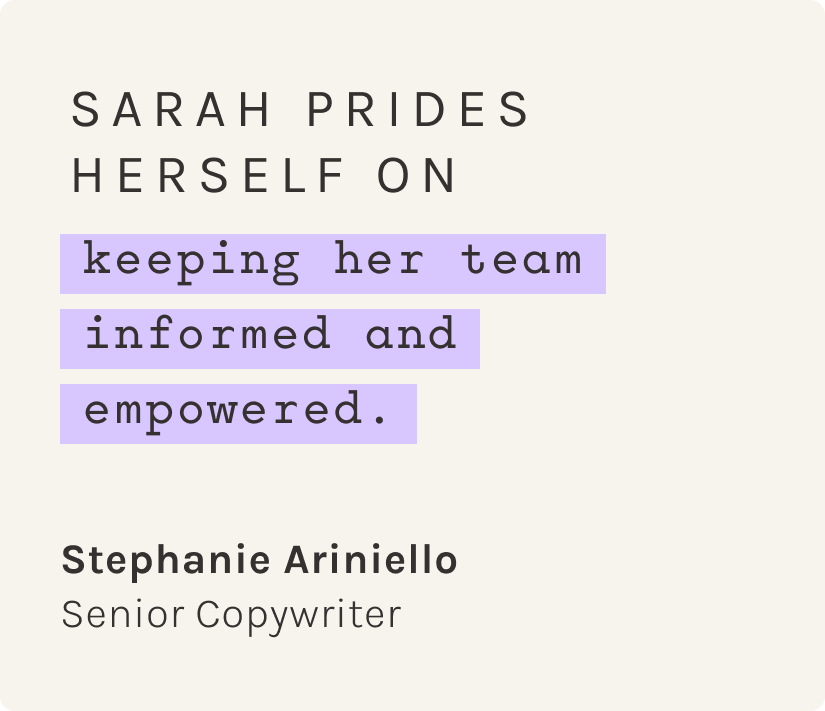 SARAH PRIDES
HERSELF ON
keeping her team
informed and
empowered.
Stephanie Ariniello
Senior Copywriter